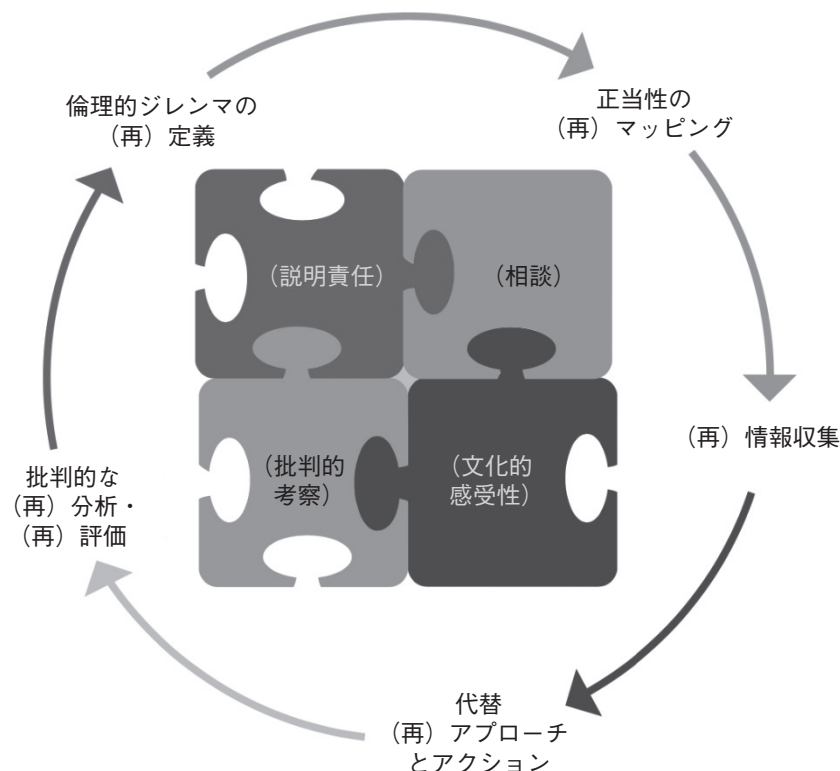 倫理的ジレンマの
（再）定義
正当性の
（再）マッピング
（説明責任）
（相談）
（再）情報収集
（批判的
考察）
（文化的
感受性）
批判的な
（再）分析・
（再）評価
代替
（再）アプローチ
とアクション